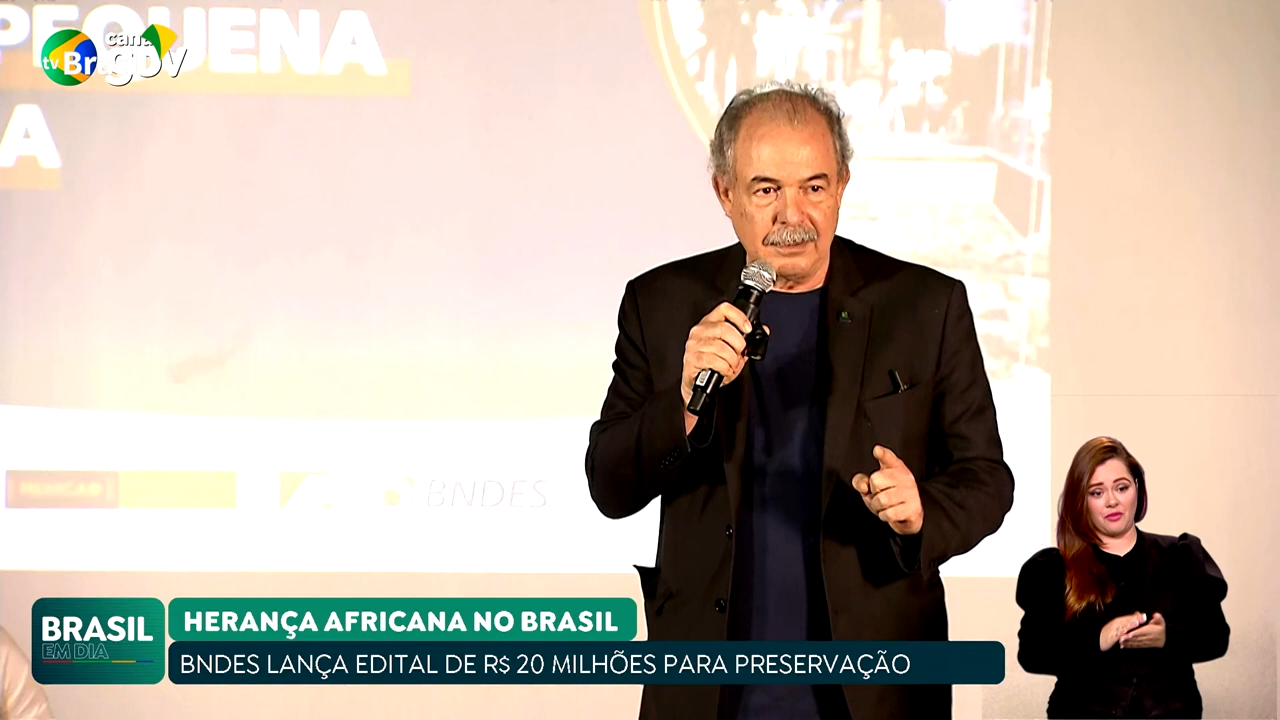 PEQUENA
canal
tv Br
gov
A
BNDES
BRASIL
EM DIA
HERANÇA AFRICANA NO BRASIL
BNDES LANÇA EDITAL DE R$ 20 MILHÕES PARA PRESERVAÇÃO